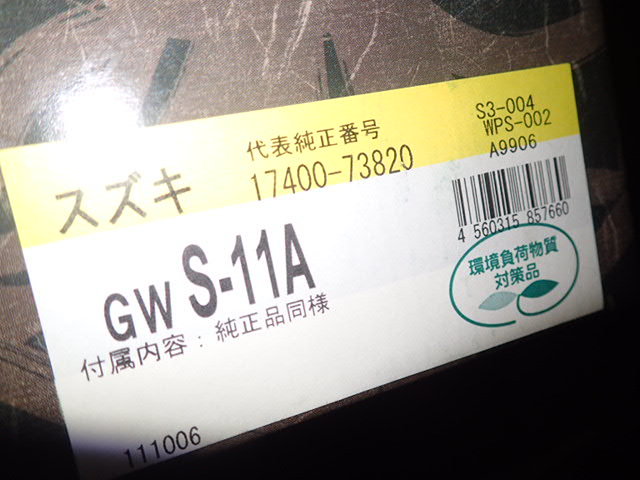 スズキ
代表純正番号
17400-73820
S3-004
WPS-002
A9906
4 560315 857660
GWS-11A
付属内容：純正品同様
環境負荷物質
対策品
111006